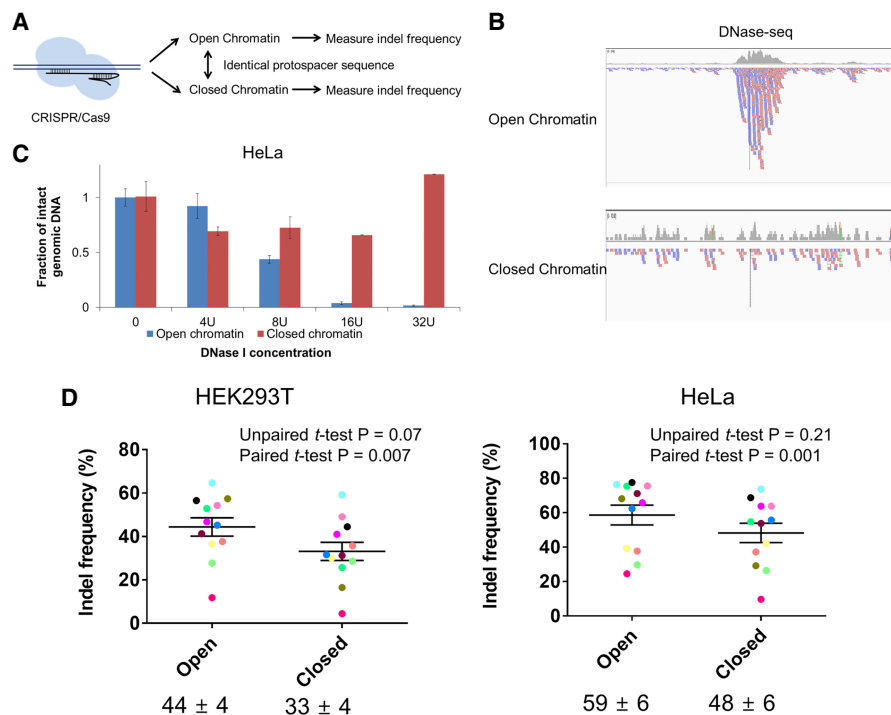 A
Open Chromatin
Measure indel frequency
Identical protospacer sequence
Closed Chromatin
Measure indel frequency
CRISPR/Cas9
B
DNase-seq
Open Chromatin
Closed Chromatin
C
HeLa
Fraction of intact
genomic DNA
1
0.5
0
0
4U
8U
16U
32U
Open chromatin
Closed chromatin
DNase I concentration
D
HEK293T
Unpaired t-test P = 0.07
Paired t-test P = 0.007
Indel frequency (%)
80
60
40
20
0
Open
Closed
44 ± 4
33 ± 4
HeLa
Unpaired t-test P = 0.21
Paired t-test P = 0.001
Indel frequency (%)
100
80
60
40
20
0
Open
Closed
59 ± 6
48 ± 6